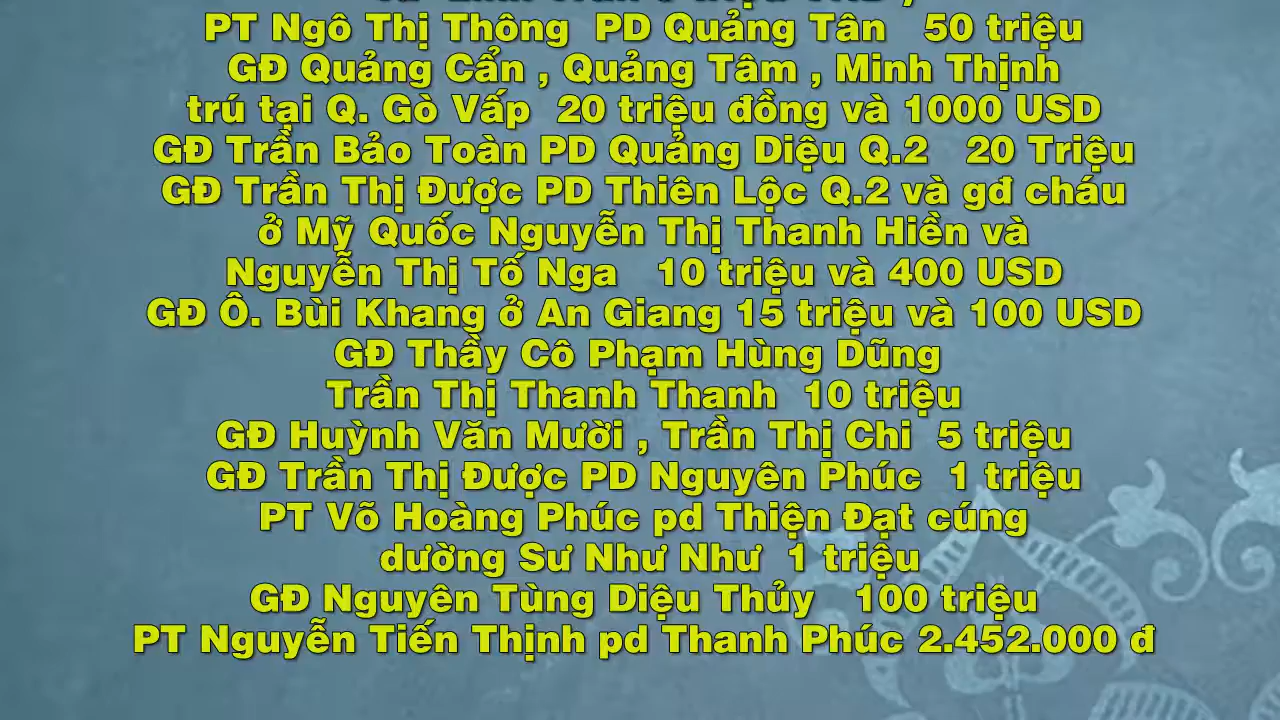 PT Ngô Thị Thông PD Quảng Tân 50 triệu
GĐ Quảng Cẩn , Quảng Tâm , Minh Thịnh
trú tại Q. Gò Vấp 20 triệu đồng và 1000 USD
GĐ Trần Bảo Toàn PD Quảng Diệu Q.2 20 Triệu
GĐ Trần Thị Được PD Thiên Lộc Q.2 và gđ cháu
ở Mỹ Quốc Nguyễn Thị Thanh Hiền và
Nguyễn Thị Tố Nga 10 triệu và 400 USD
GĐ Ô. Bùi Khang ở An Giang 15 triệu và 100 USD
GĐ Thầy Cô Phạm Hùng Dũng
Trần Thị Thanh Thanh 10 triệu
GĐ Huỳnh Văn Mười , Trần Thị Chi 5 triệu
GĐ Trần Thị Được PD Nguyên Phúc 1 triệu
PT Võ Hoàng Phúc pd Thiện Đạt cúng
dường Sư Như Như 1 triệu
GĐ Nguyên Tùng Diệu Thủy 100 triệu
PT Nguyễn Tiến Thịnh pd Thanh Phúc 2.452.000 đ